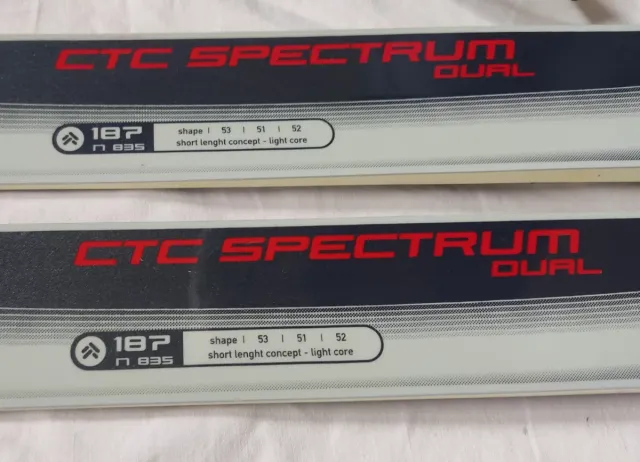 CTC SPECTRUM
DUAL
187
n 835
shape | 53 | 51 | 52
short lenght concept - light core
CTC SPECTRUM
DUAL
187
n 835
shape | 53 | 51 | 52
short lenght concept - light core